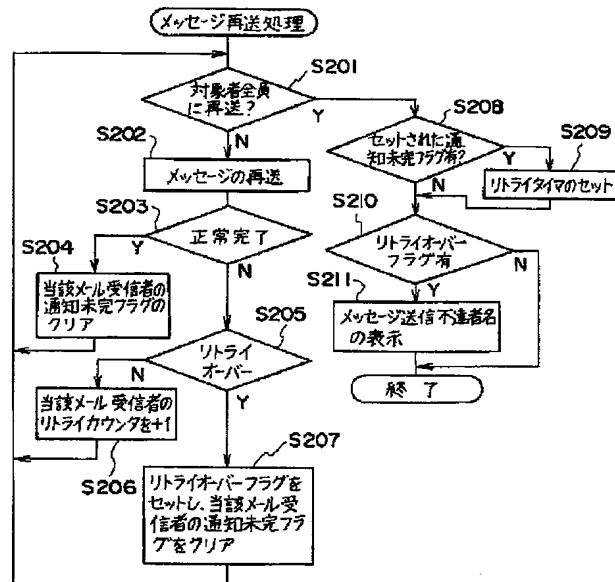 メッセージ再送処理
S201
対象者全員
に再送?
Y
N
S202
メッセージの再送
S203
正常完了
Y
N
S204
当該メール受信者の
通知未完フラグの
クリア
S205
リトライ
オーバー
N
Y
当該メール受信者の
リトライカウンタを+1
S206
S207
リトライオーバーフラグを
セットし、当該メール受
信者の通知未完フラ
グをクリア
S208
セットされた通
知未完フラグ有?
Y
N
S209
リトライタイマのセット
S210
リトライオーバー
フラグ有
N
Y
S211
メッセージ送信不達者名
の表示
終了